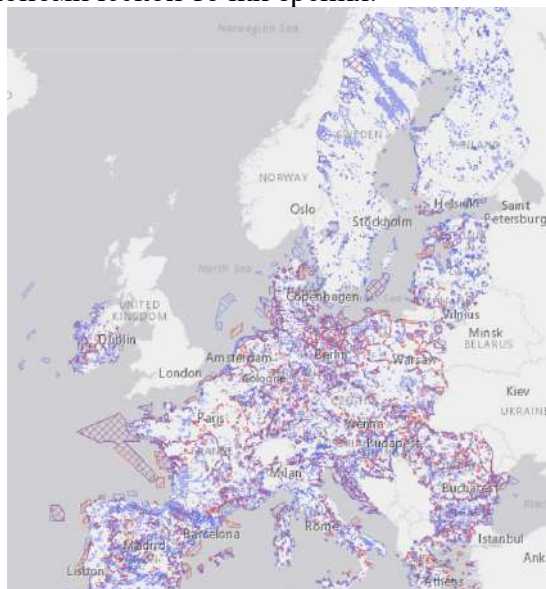 Norwegian Sea
SWEDEN
FINLAND
NORWAY
Oslo
Helsinki
Saint
Petersburg
Stockholm
North Sea
Copenhagen
UNITED
KINGDOM
Dublin
Vilnius
Minsk
BELARUS
London
Amsterdam
Berlin
Warsaw
Cologne
Kiev
UKRAINE
Paris
Vienna
Budapest
Milan
Bucharest
Rome
Barcelona
Madrid
Istanbul
Lisbon
Athens
Ank